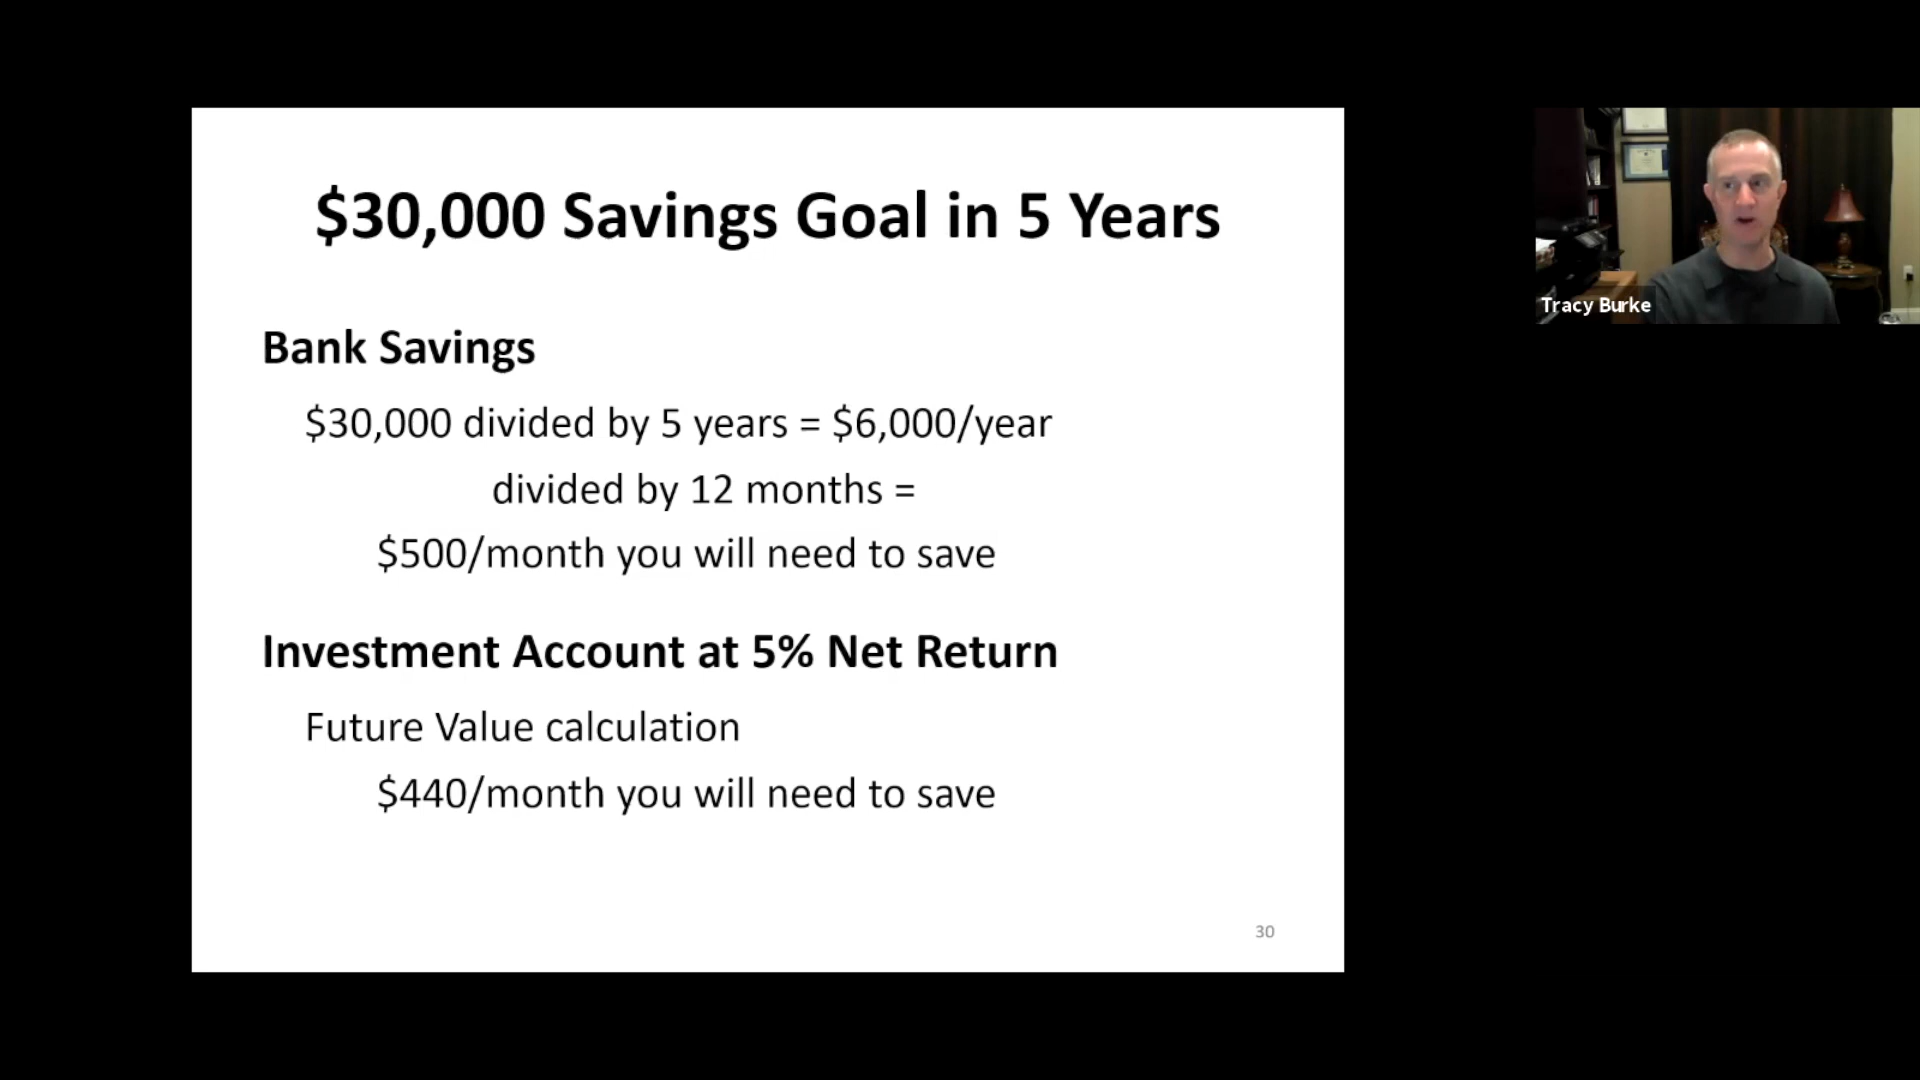 $30,000 Savings Goal in 5 Years
Bank Savings
$30,000 divided by 5 years = $6,000/year
divided by 12 months =
$500/month you will need to save
Investment Account at 5% Net Return
Future Value calculation
$440/month you will need to save
30
Tracy Burke